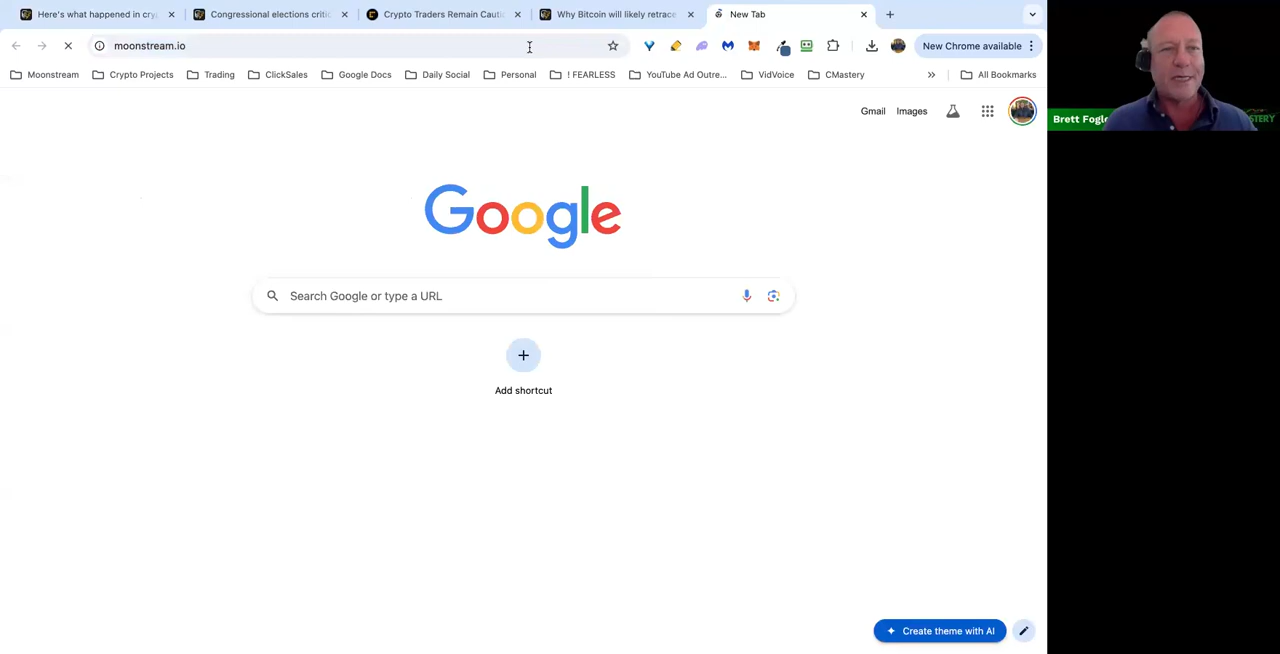 Here's what happened in cry
Congressional elections critic
Crypto Traders Remain Cauti
Why Bitcoin will likely retrace
New Tab
moonstream.io
New Chrome available
Moonstream
Crypto Projects
Trading
ClickSales
Google Docs
Daily Social
Personal
! FEARLESS
YouTube Ad Outre...
VidVoice
CMastery
All Bookmarks
Gmail
Images
Brett Fogle
Google
Search Google or type a URL
Add shortcut
Create theme with AI